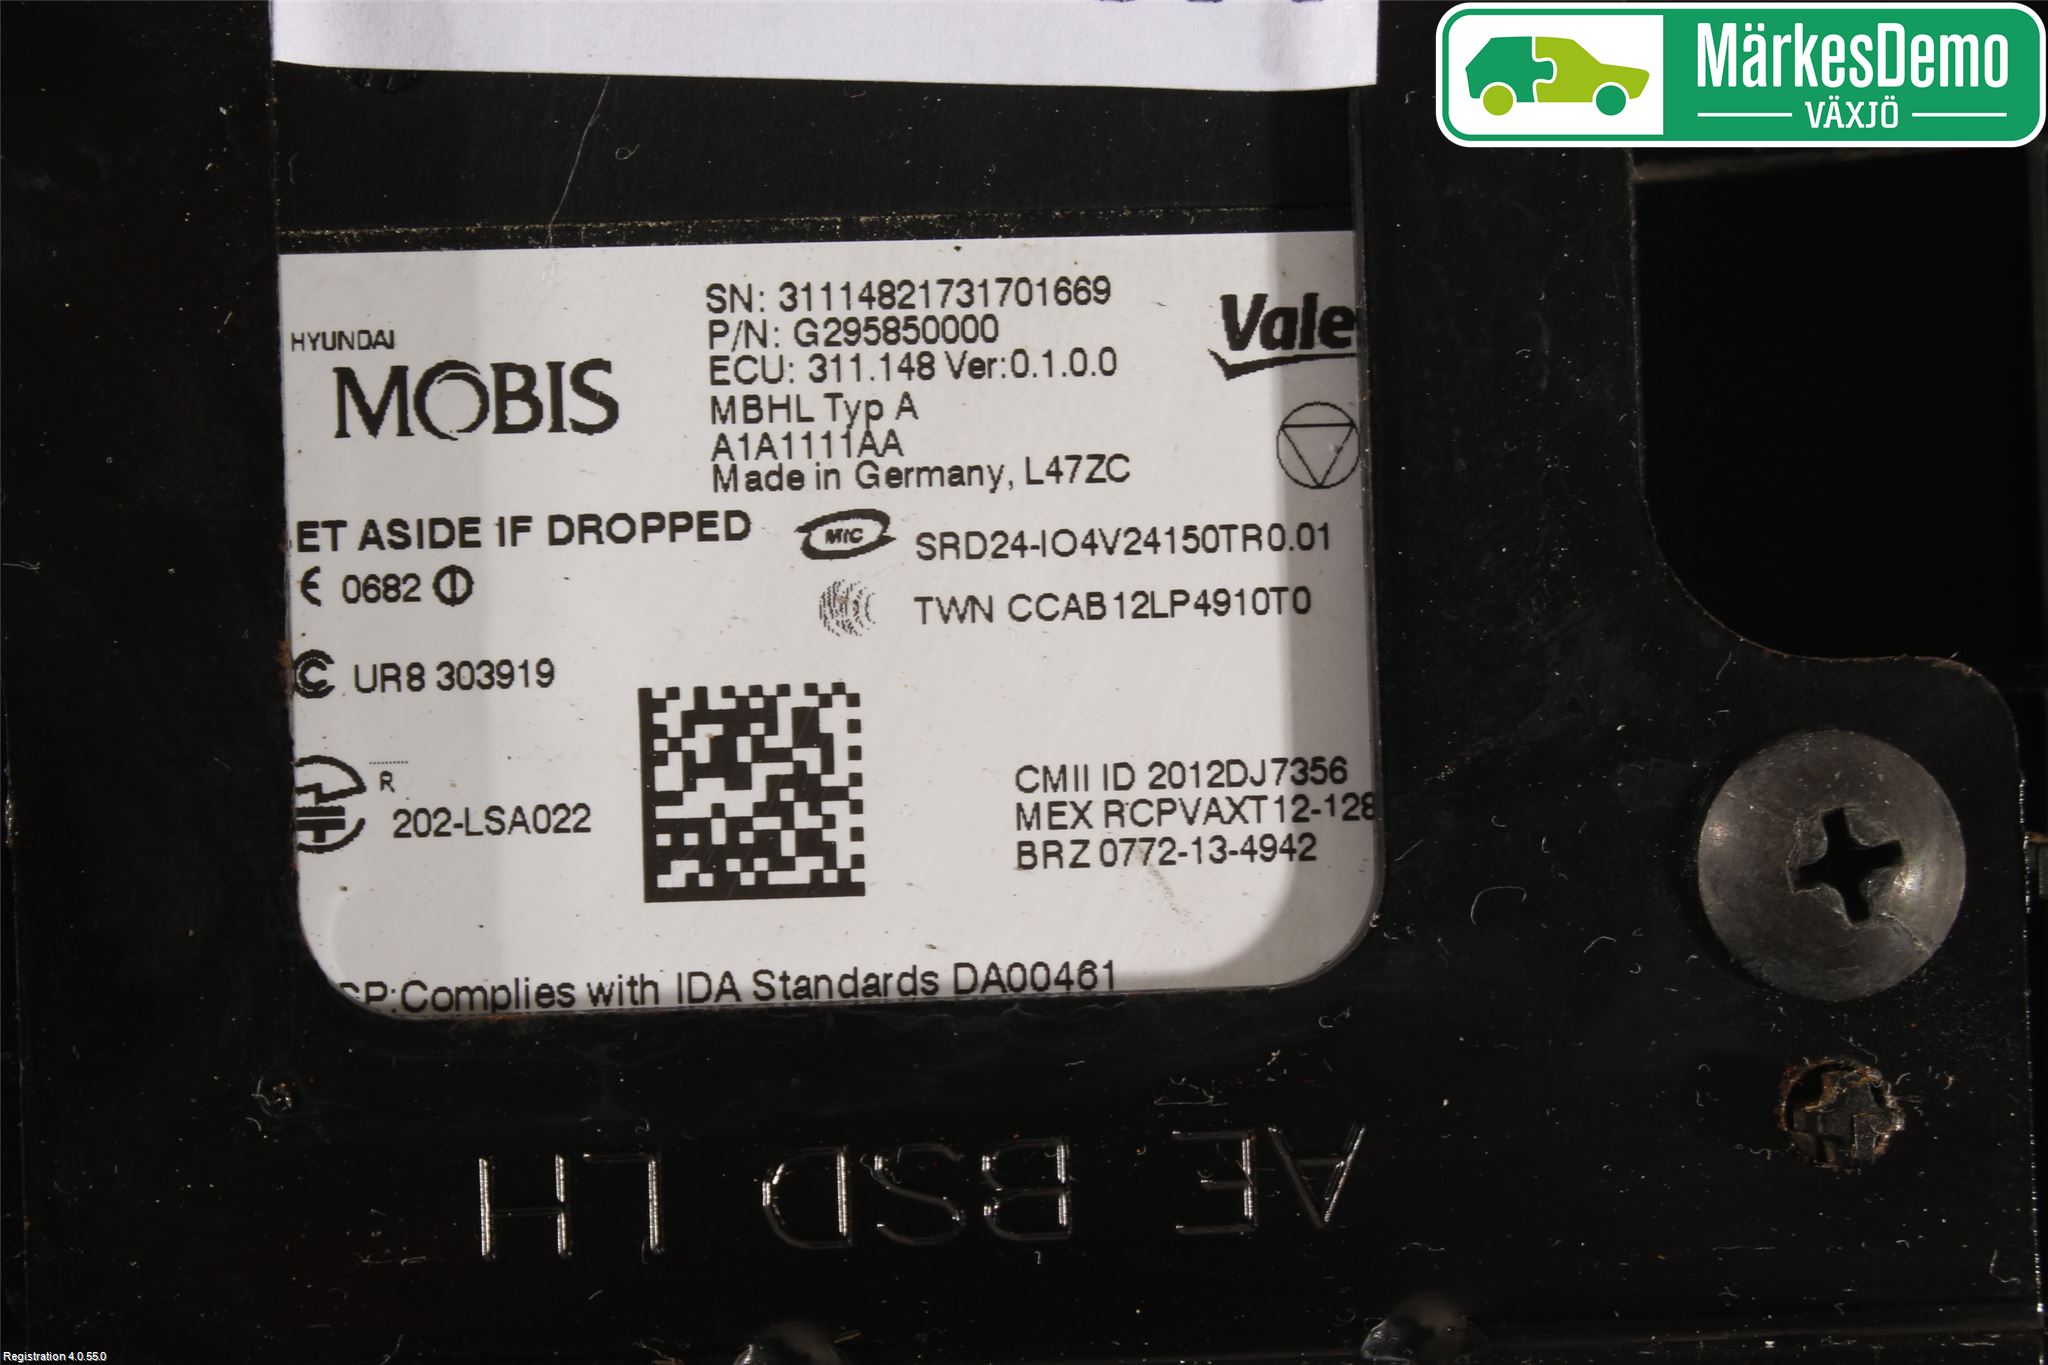 MärkesDemo
VÄXJÖ
SN: 31114821731701669
P/N: G295850000
ECU: 311.148 Ver:0.1.0.0
MBHL Typ A
A1A1111AA
Made in Germany, L47ZC
HYUNDAI
MOBIS
Vale
ET ASIDE IF DROPPED
MIC
SRD24-IO4V24150TR0.01
CE 0682
TWN CCAB12LP4910T0
C UR8 303919
R
202-LSA022
CMII ID 2012DJ7356
MEX RCPVAXT12-128
BRZ 0772-13-4942
SP:Complies with IDA Standards DA00461
AE BSD LH
Registration 4.0.55.0